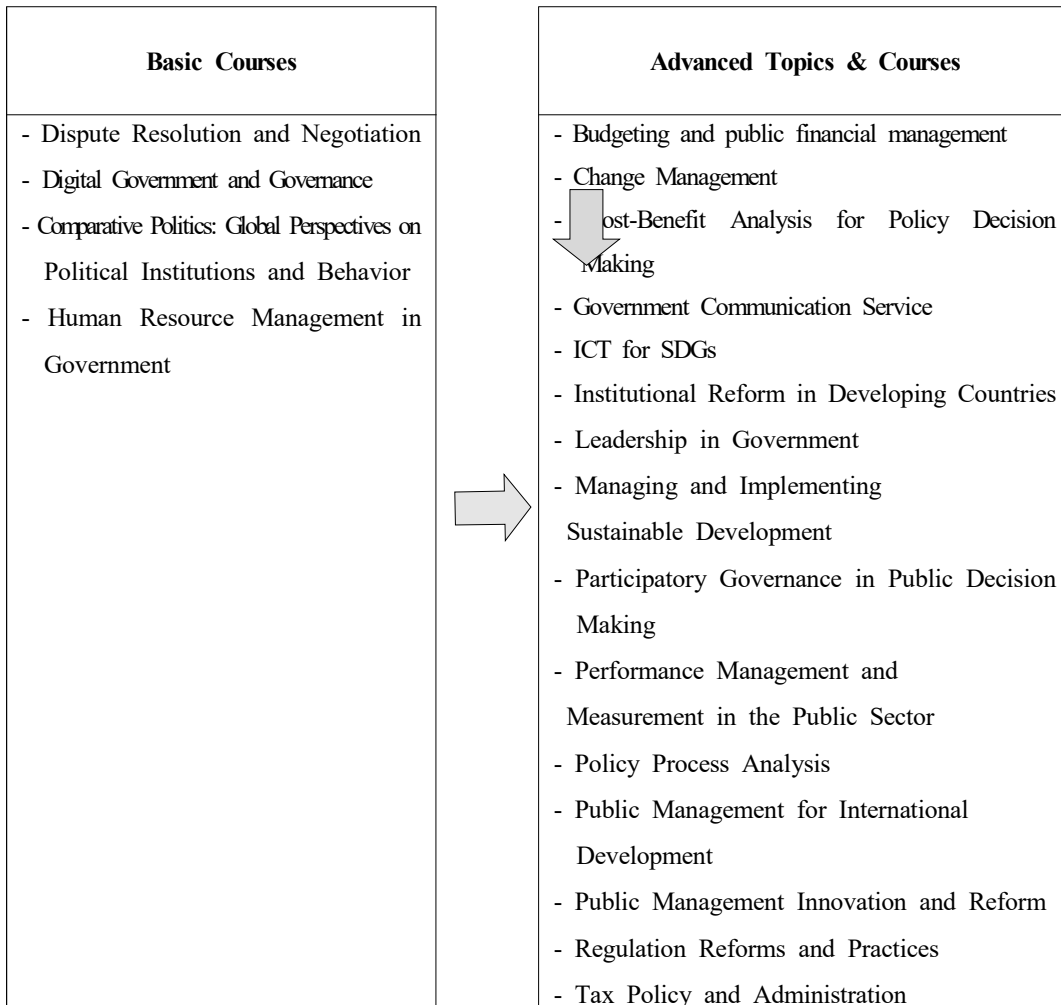 Basic Courses
- Dispute Resolution and Negotiation
- Digital Government and Governance
- Comparative Politics: Global Perspectives on
Political Institutions and Behavior
- Human Resource Management in
Government
Advanced Topics & Courses
- Budgeting and public financial management
- Change Management
- ost-Benefit Analysis for Policy Decision
Making
- Government Communication Service
- ICT for SDGs
- Institutional Reform in Developing Countries
- Leadership in Government
- Managing and Implementing
Sustainable Development
- Participatory Governance in Public Decision
Making
- Performance Management and
Measurement in the Public Sector
- Policy Process Analysis
- Public Management for International
Development
- Public Management Innovation and Reform
- Regulation Reforms and Practices
- Tax Policy and Administration